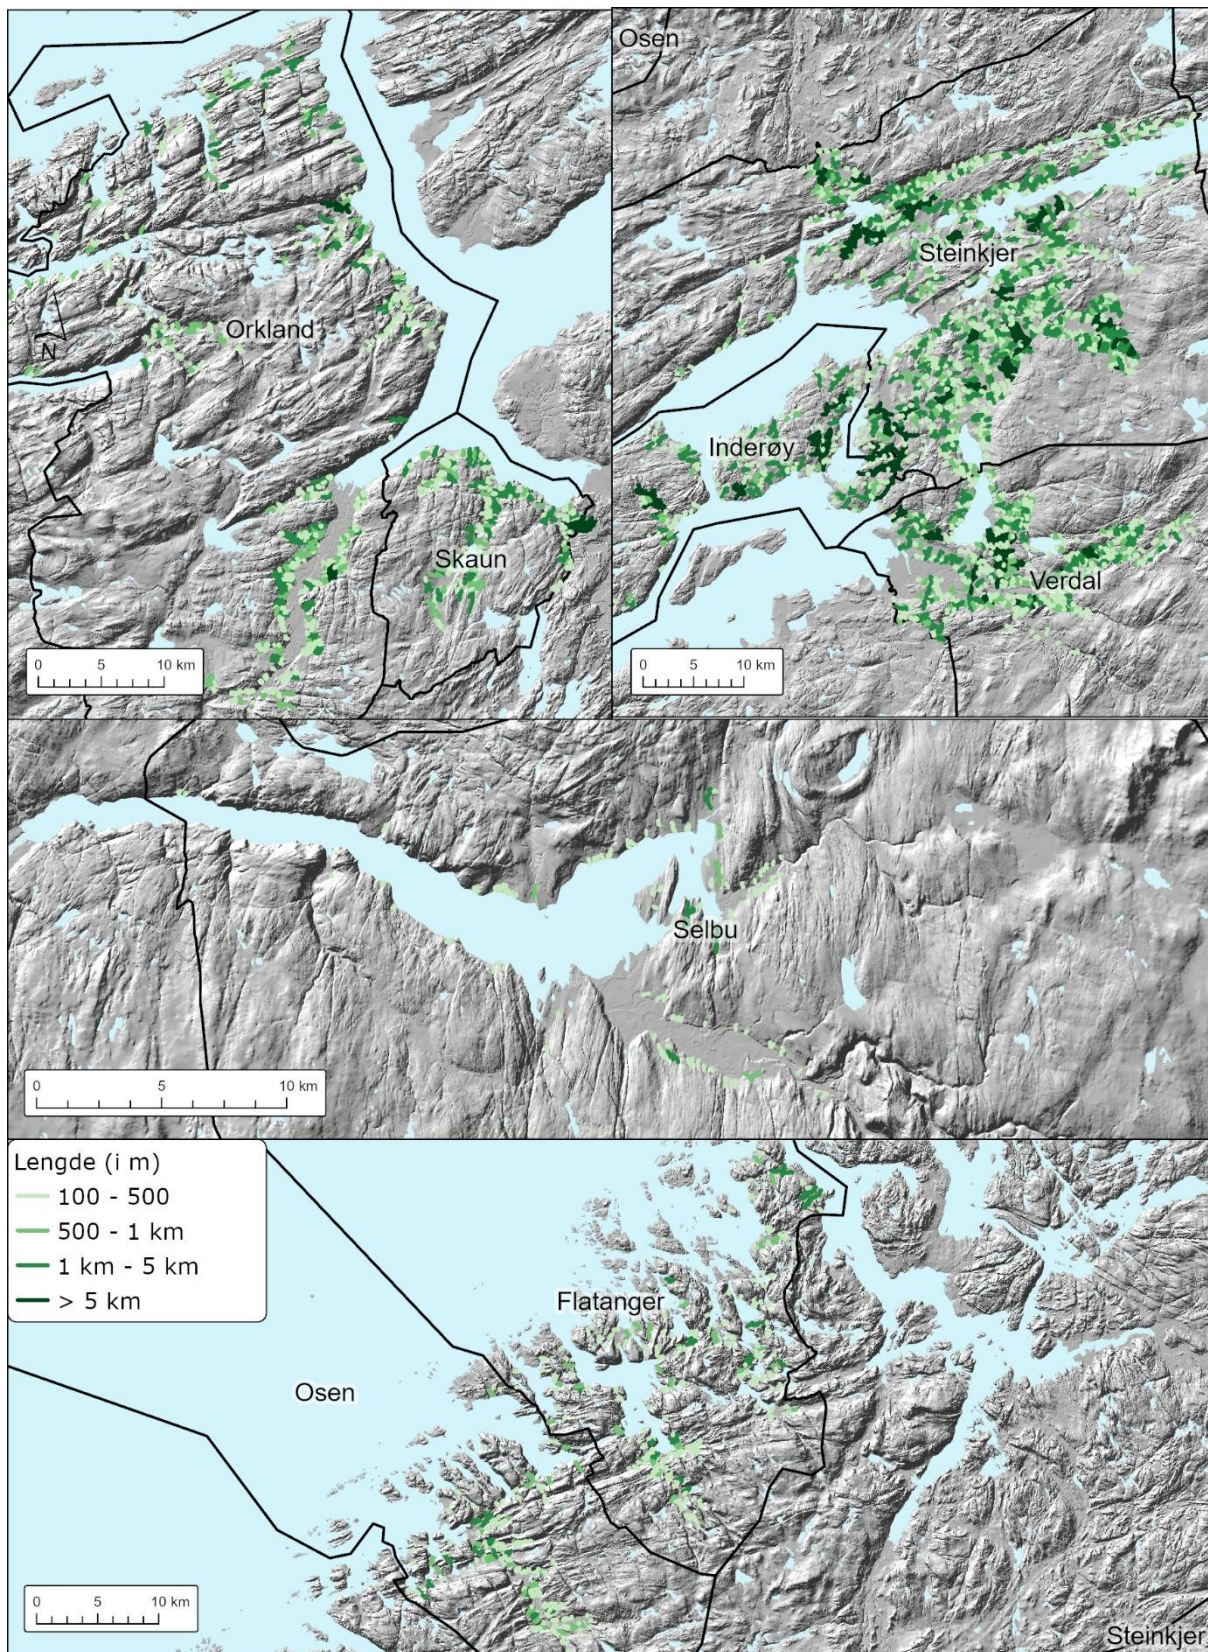 Orkland
N
Skaun
0 5 10 km
Osen
Steinkjer
Inderøy
Verdal
0 5 10 km
Selbu
0 5 10 km
Lengde (i m)
100 - 500
500 - 1 km
1 km - 5 km
> 5 km
Flatanger
Osen
0 5 10 km
Steinkjer